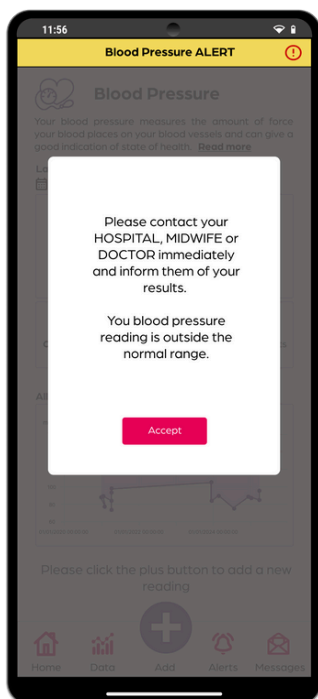 11:56
Blood Pressure ALERT
Blood Pressure
Your blood pressure measures the amount of force
your blood places on your blood vessels and can give a
good indication of state of health. Read more
Please contact your
HOSPITAL, MIDWIFE or
DOCTOR immediately
and inform them of your
results.
You blood pressure
reading is outside the
normal range.
Accept
Please click the plus button to add a new
reading
Home Data Add Alerts Messages